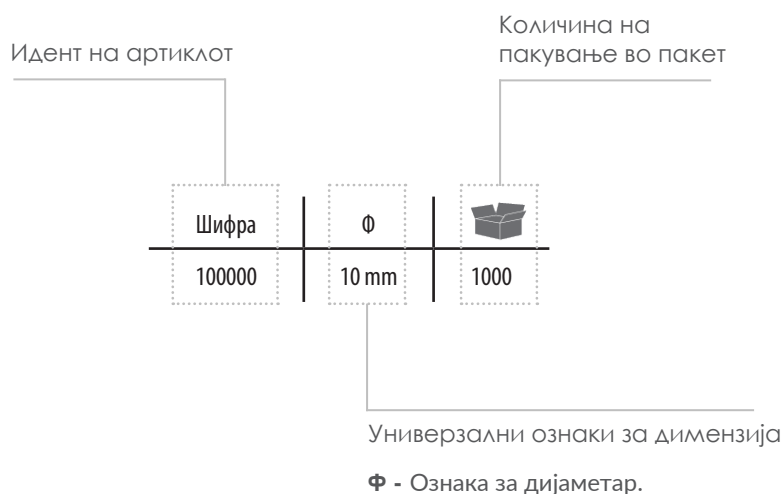 Количина на
пакување во пакет
Идент на артиклот
Шифра Ф
100000 10 mm 1000
Универзални ознаки за димензија
Ф - Ознака за дијаметар.